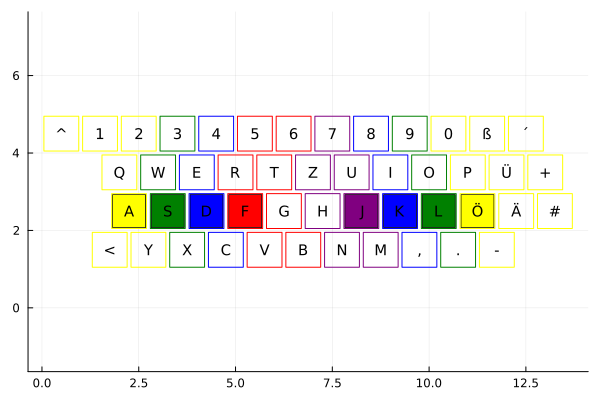 6
^ 1 2 3 4 5 6 7 8 9 0 ß ´
4
Q W E R T Z U I O P Ü +
A S D F G H J K L Ö Ä #
2
< Y X C V B N M , . -
0
0.0 2.5 5.0 7.5 10.0 12.5